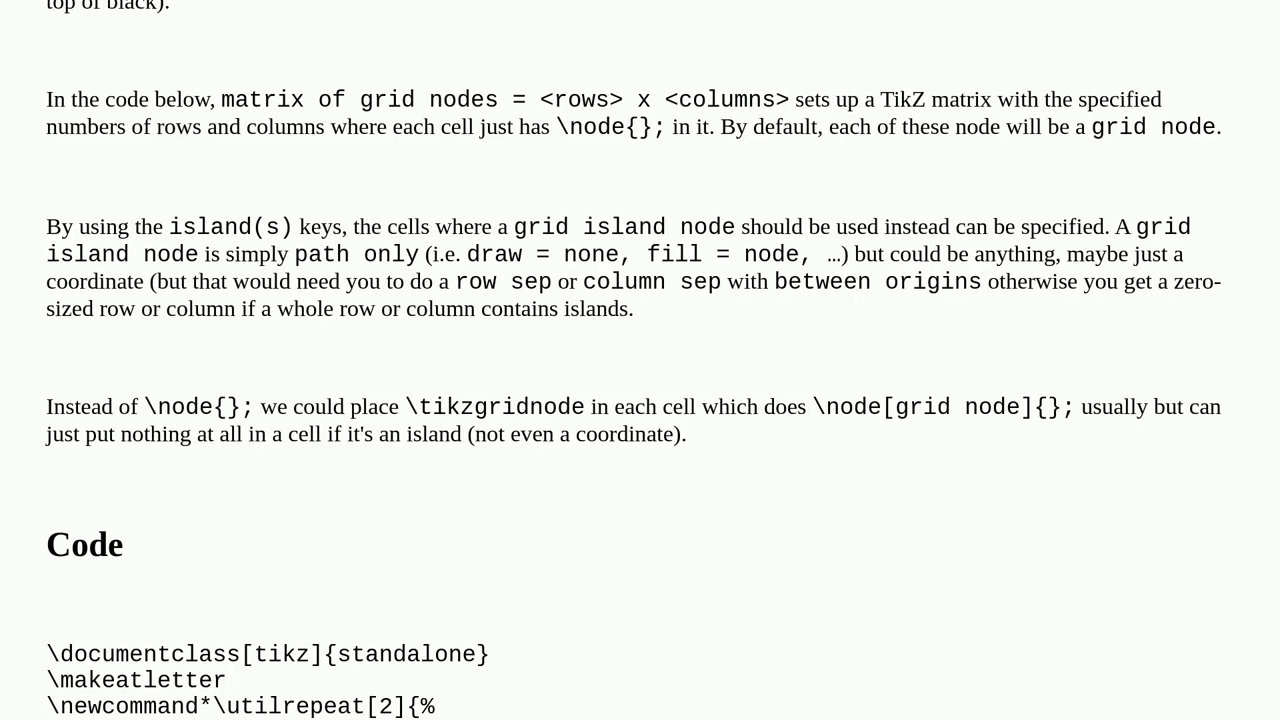 top of black).
In the code below, matrix of grid nodes = <rows> x <columns> sets up a TikZ matrix with the specified
numbers of rows and columns where each cell just has \node{}; in it. By default, each of these node will be a grid node.
By using the island(s) keys, the cells where a grid island node should be used instead can be specified. A grid
island node is simply path only (i.e. draw = none, fill = node, …) but could be anything, maybe just a
coordinate (but that would need you to do a row sep or column sep with between origins otherwise you get a zero-
sized row or column if a whole row or column contains islands.
Instead of \node{}; we could place \tikzgridnode in each cell which does \node[grid node]{}; usually but can
just put nothing at all in a cell if it's an island (not even a coordinate).
Code
\documentclass[tikz]{standalone}
\makeatletter
\newcommand*\utilrepeat[2]{%